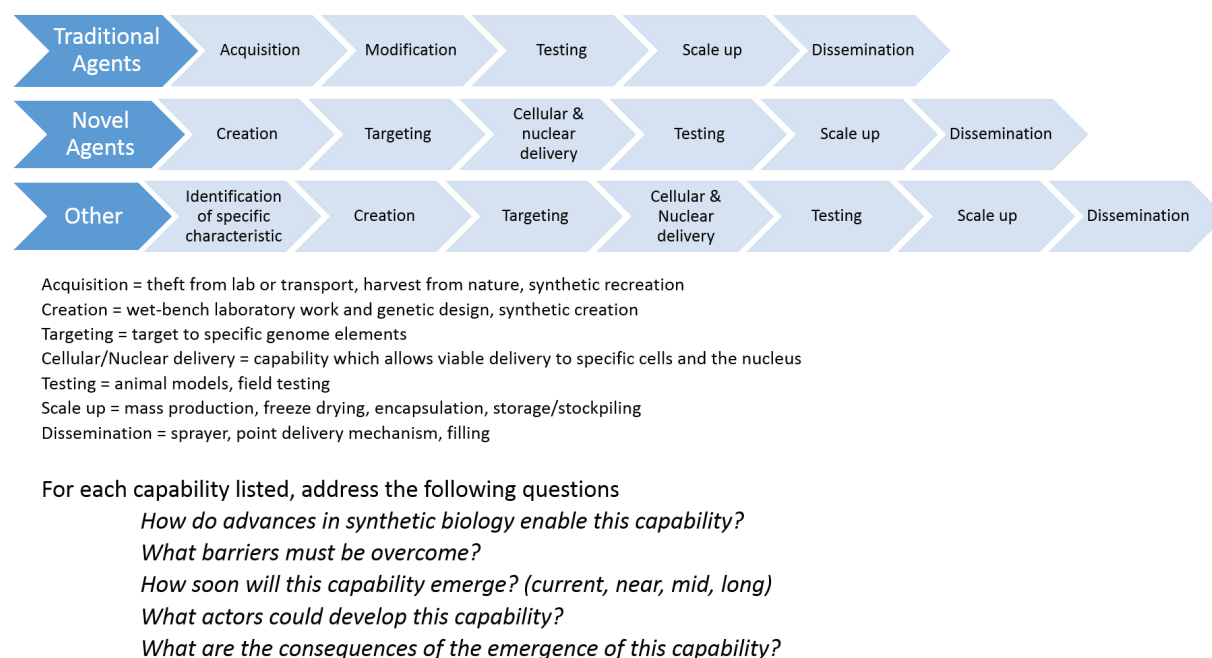 Traditional
Agents
Acquisition
Modification
Testing
Scale up
Dissemination
Novel
Agents
Creation
Targeting
Cellular &
nuclear
delivery
Testing
Scale up
Dissemination
Other
Identification
of specific
characteristic
Creation
Targeting
Cellular &
Nuclear
delivery
Testing
Scale up
Dissemination
Acquisition = theft from lab or transport, harvest from nature, synthetic recreation
Creation = wet-bench laboratory work and genetic design, synthetic creation
Targeting = target to specific genome elements
Cellular/Nuclear delivery = capability which allows viable delivery to specific cells and the nucleus
Testing = animal models, field testing
Scale up = mass production, freeze drying, encapsulation, storage/stockpiling
Dissemination = sprayer, point delivery mechanism, filling
For each capability listed, address the following questions
How do advances in synthetic biology enable this capability?
What barriers must be overcome?
How soon will this capability emerge? (current, near, mid, long)
What actors could develop this capability?
What are the consequences of the emergence of this capability?